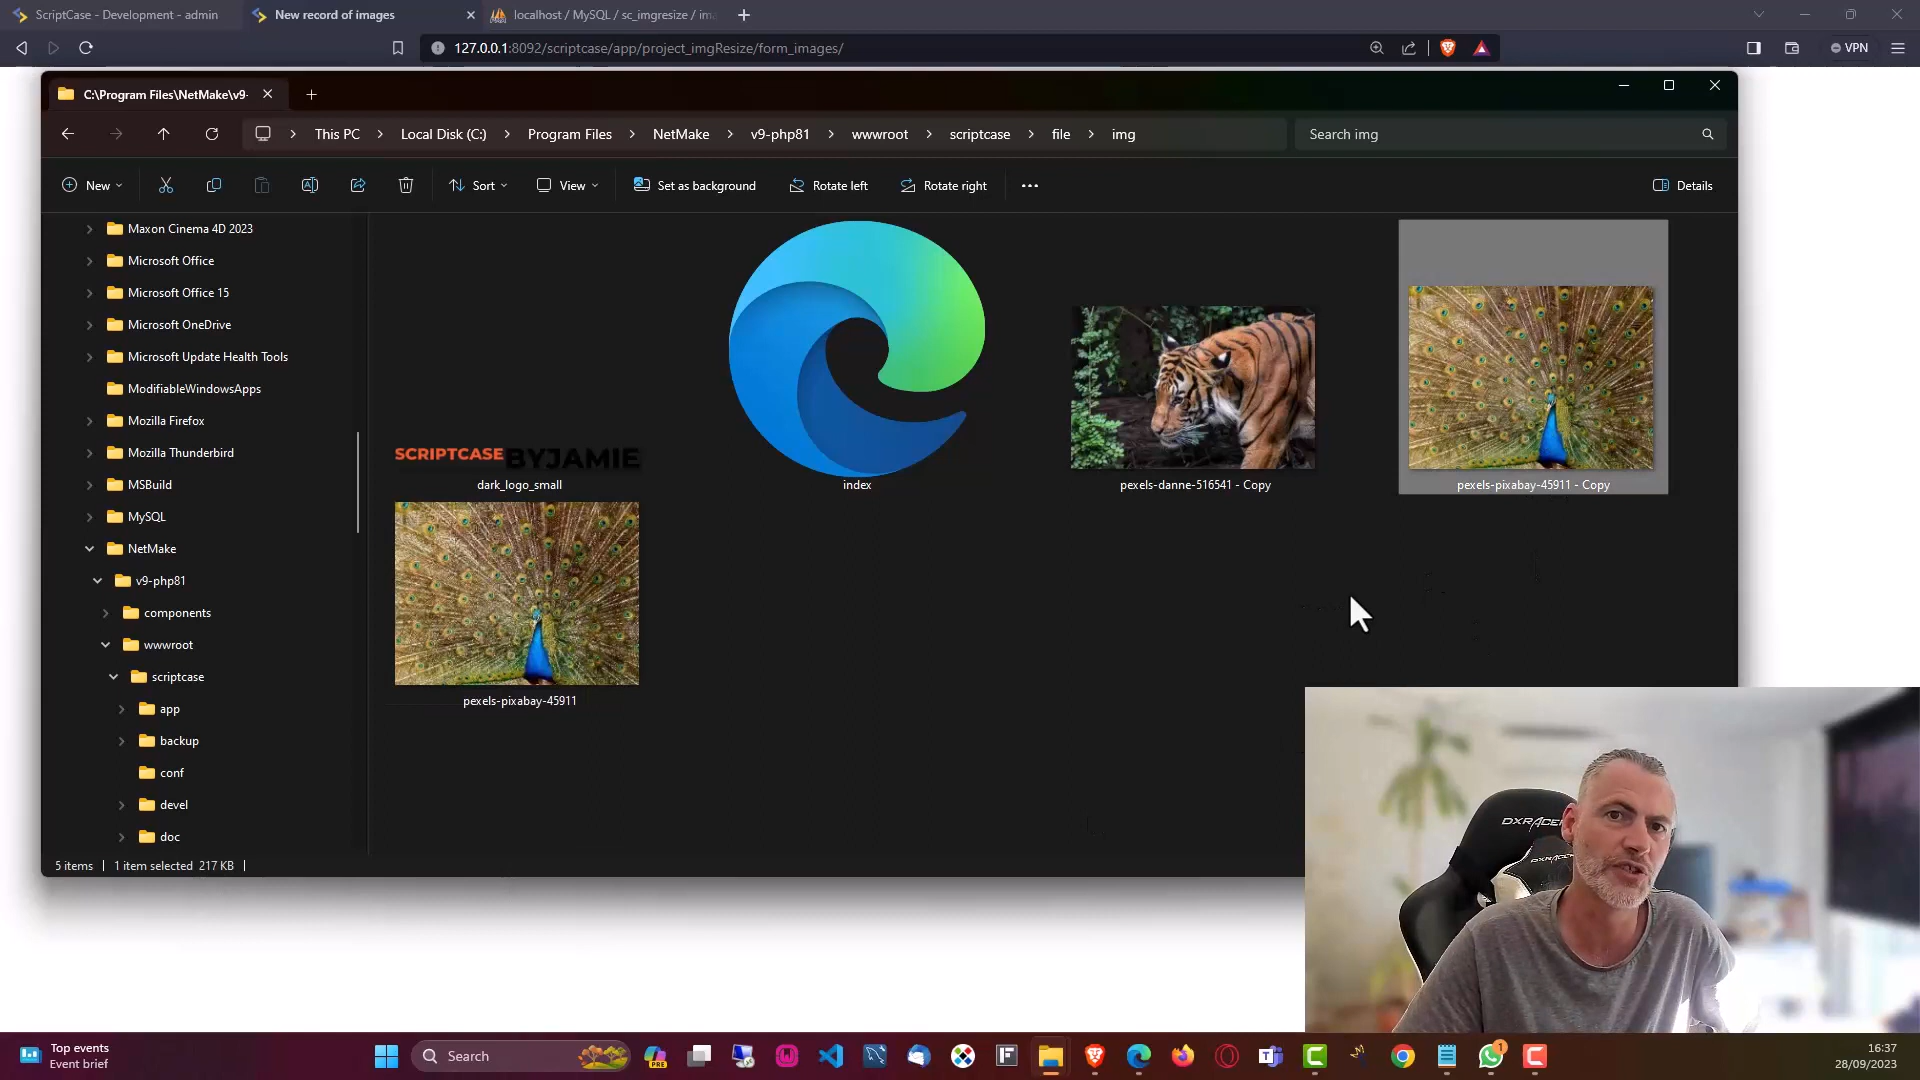 ScriptCase - Development - admin
New record of images
localhost / MySQL / sc_imgresize / im
127.0.0.1:8092/scriptcase/app/project_imgResize/form_images/
VPN
C:\Program Files\NetMake\v9-
This PC > Local Disk (C:) > Program Files > NetMake > v9-php81 > wwwroot > scriptcase > file > img
Search img
New
Sort
View
Set as background
Rotate left
Rotate right
Details
Maxon Cinema 4D 2023
Microsoft Office
Microsoft Office 15
Microsoft OneDrive
Microsoft Update Health Tools
ModifiableWindowsApps
Mozilla Firefox
Mozilla Thunderbird
MSBuild
MySQL
NetMake
v9-php81
components
wwwroot
scriptcase
app
backup
conf
devel
doc
SCRIPTCASEBYJAMIE
dark_logo_small
index
pexels-danne-516541 - Copy
pexels-pixabay-45911 - Copy
pexels-pixabay-45911
5 items | 1 item selected 217 KB |
DXRACER
Top events
Event brief
Search
PRE
1
16:37
28/09/2023